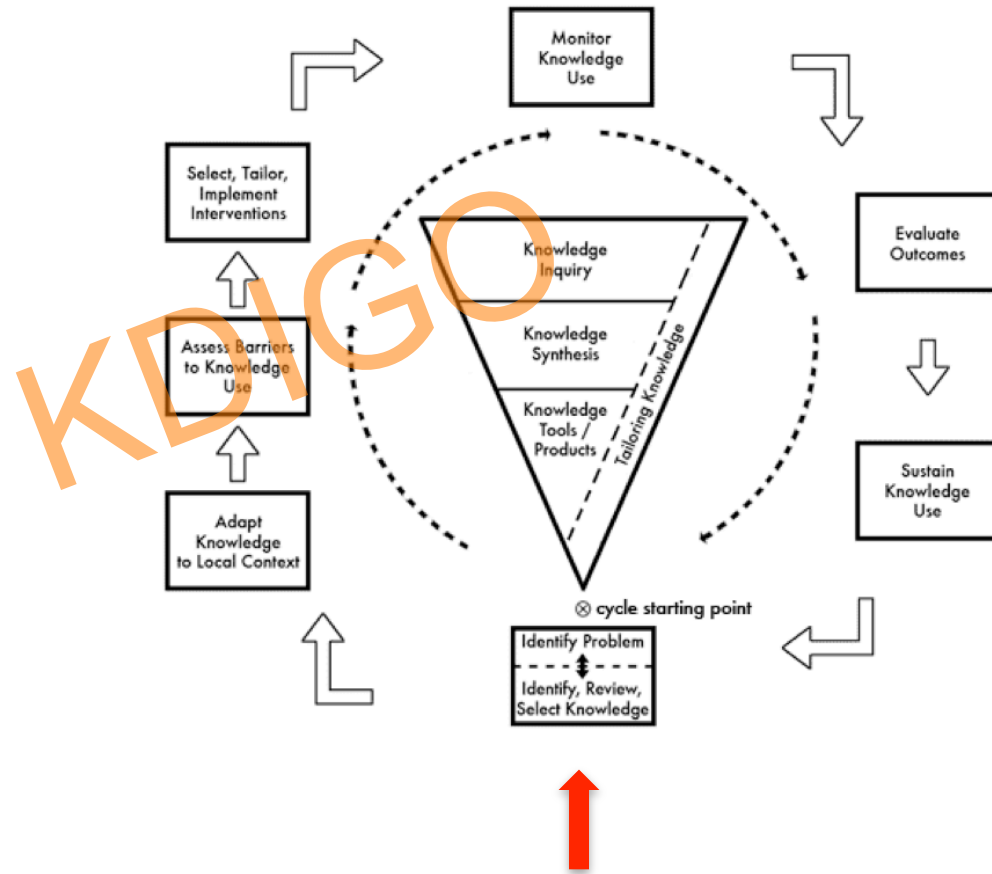 Monitor
Knowledge
Use
Select, Tailor,
Implement
Interventions
Evaluate
Outcomes
Knowledge
Inquiry
Knowledge
Synthesis
Knowledge
Tools /
Products
Tailoring Knowledge
Assess Barriers
to Knowledge
Use
Sustain
Knowledge
Use
Adapt
Knowledge
to Local Context
⊗ cycle starting point
Identify Problem
Identify, Review,
Select Knowledge
KDIGO